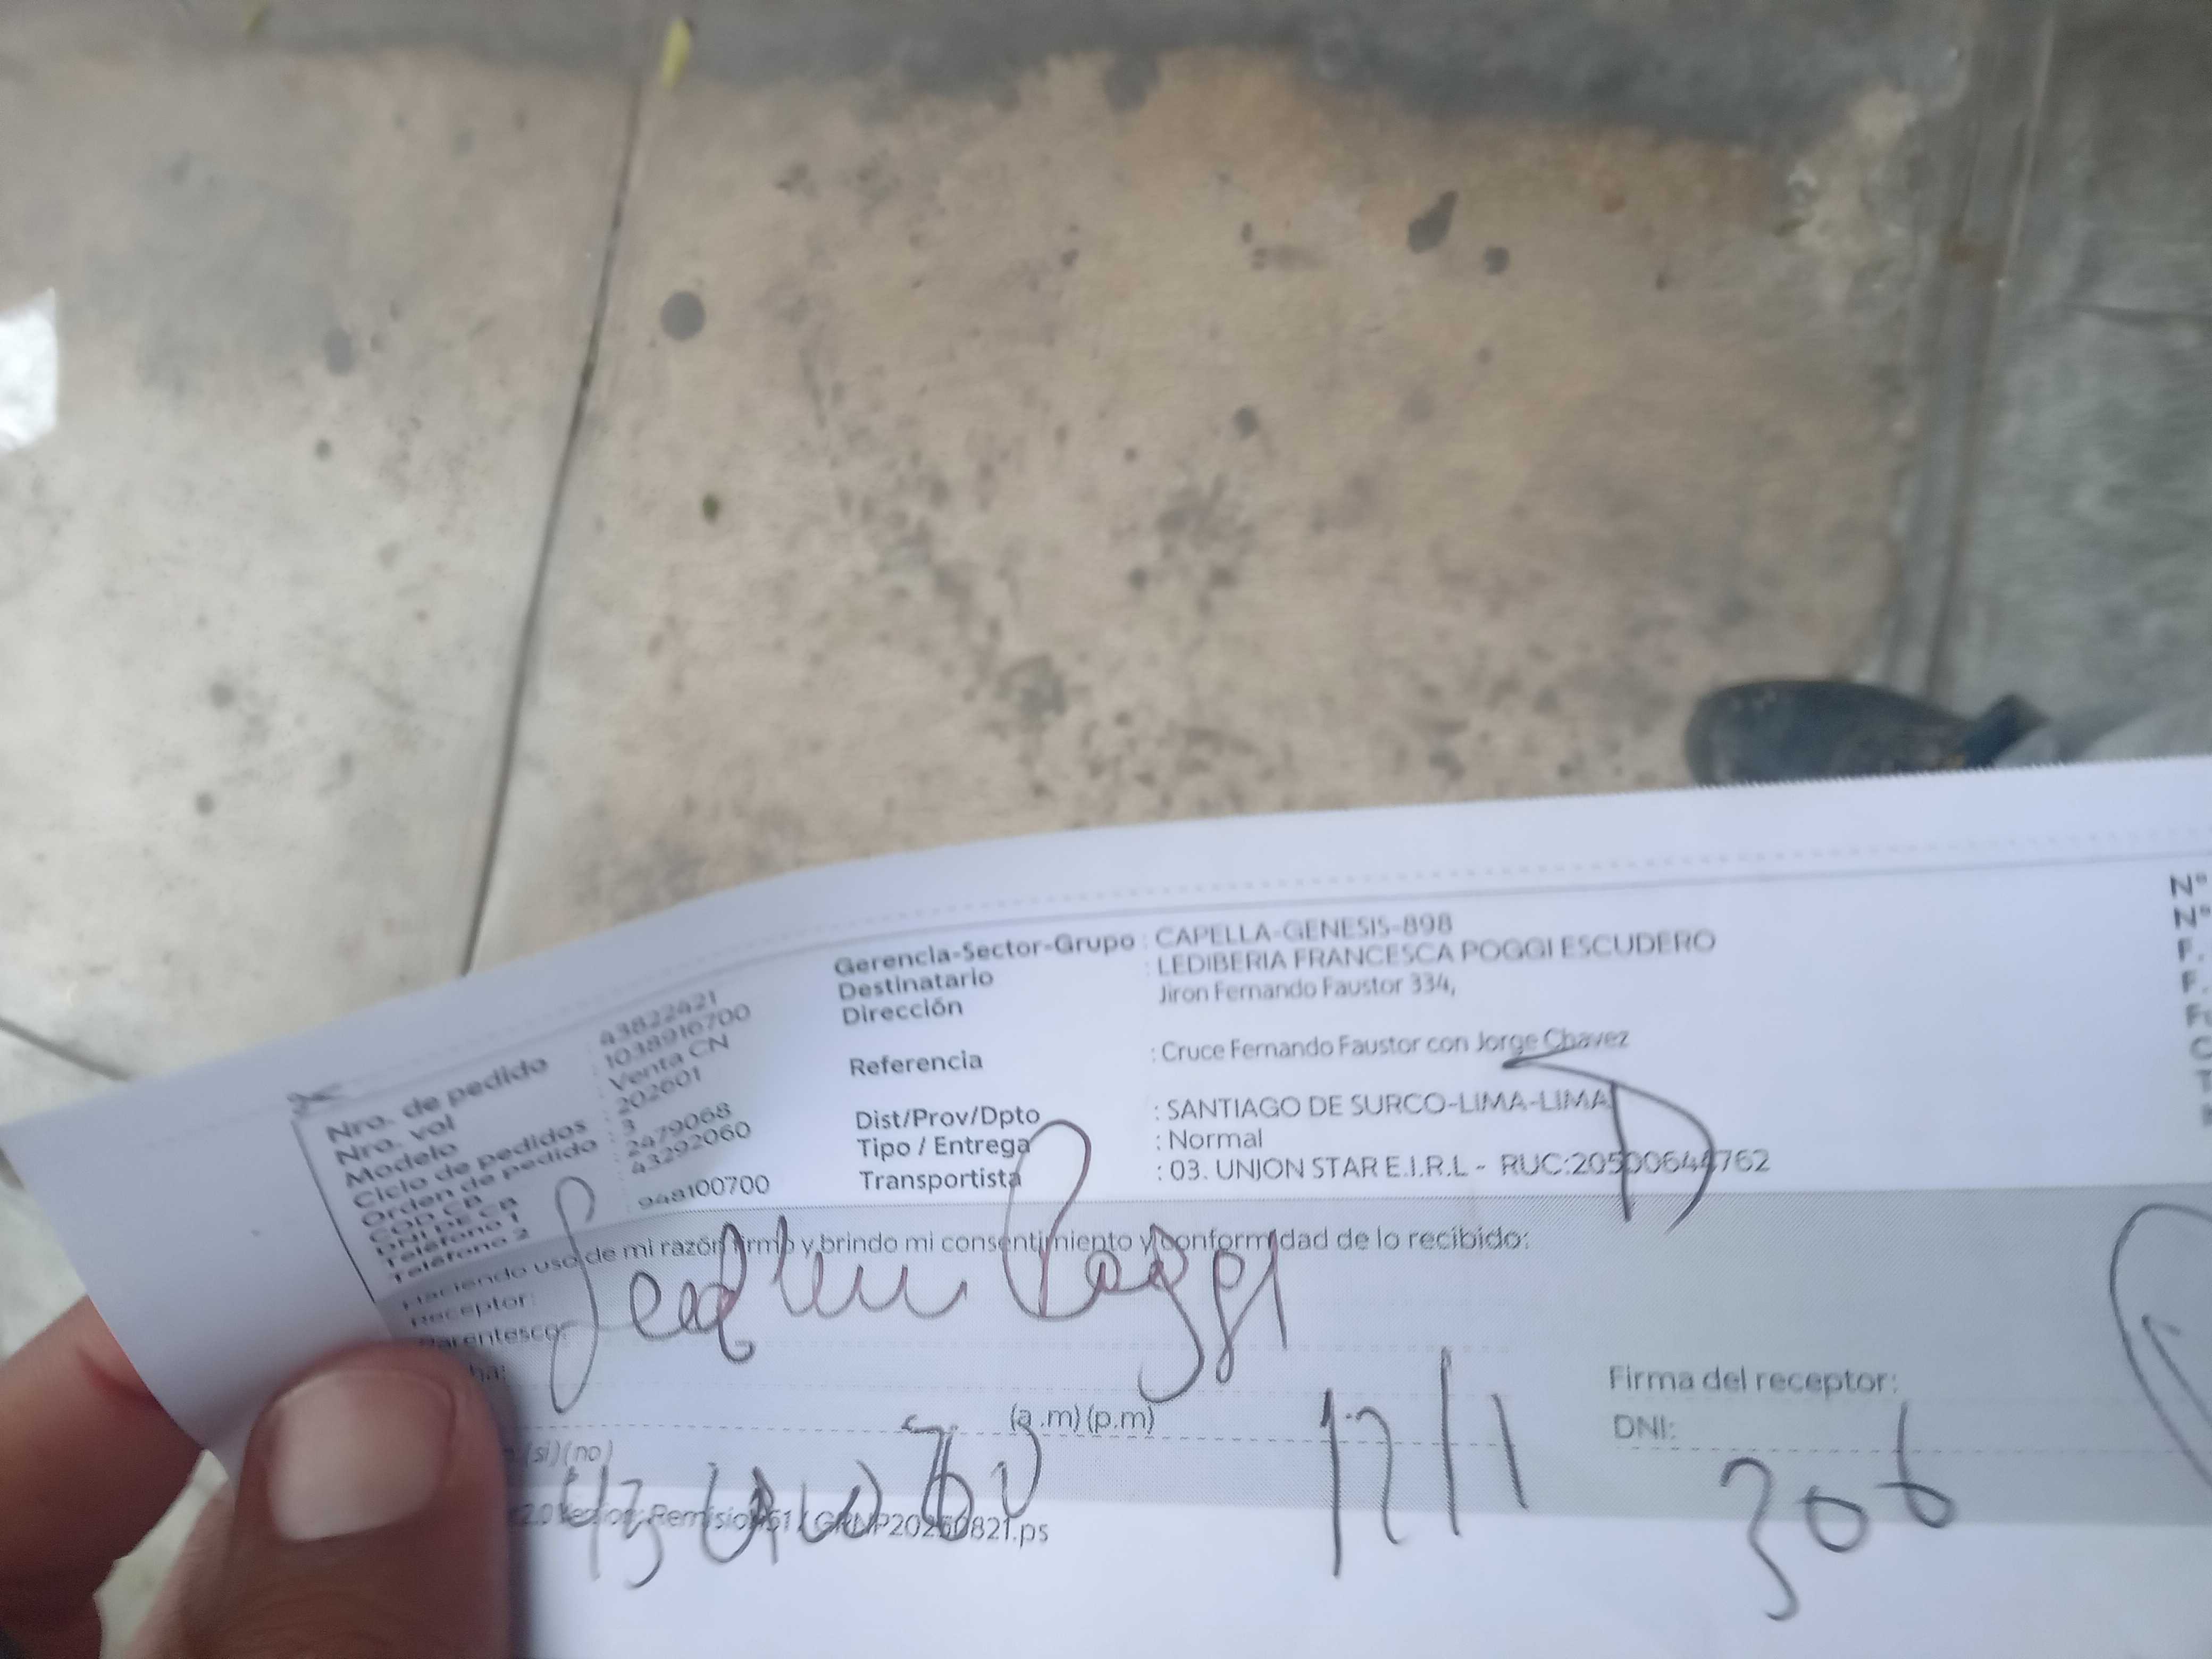 Nro. de pedido : 43822421
Nro. vol : 1038916700
Modelo : Venta CN
Ciclo de pedidos : 202601
Orden de pedido : 3
COD CB : 2479068
DNI DE CB : 43292060
Teléfono 1
Teléfono 2 : 948100700
Gerencia-Sector-Grupo : CAPELLA-GENESIS-898
Destinatario : LEDIBERIA FRANCESCA POGGI ESCUDERO
Dirección Jiron Fernando Faustor 334,
Referencia : Cruce Fernando Faustor con Jorge Chavez
Dist/Prov/Dpto : SANTIAGO DE SURCO-LIMA-LIMA
Tipo / Entrega : Normal
Transportista : 03. UNION STAR E.I.R.L - RUC:20500644762
N°
N°
F.
F.
Haciendo uso de mi razón firmo y brindo mi consentimiento y conformidad de lo recibido:
Receptor: Poggi
Parentesco:
ha:
(a.m) (p.m) 12/1
Firma del receptor:
DNI:
(si) (no)
306